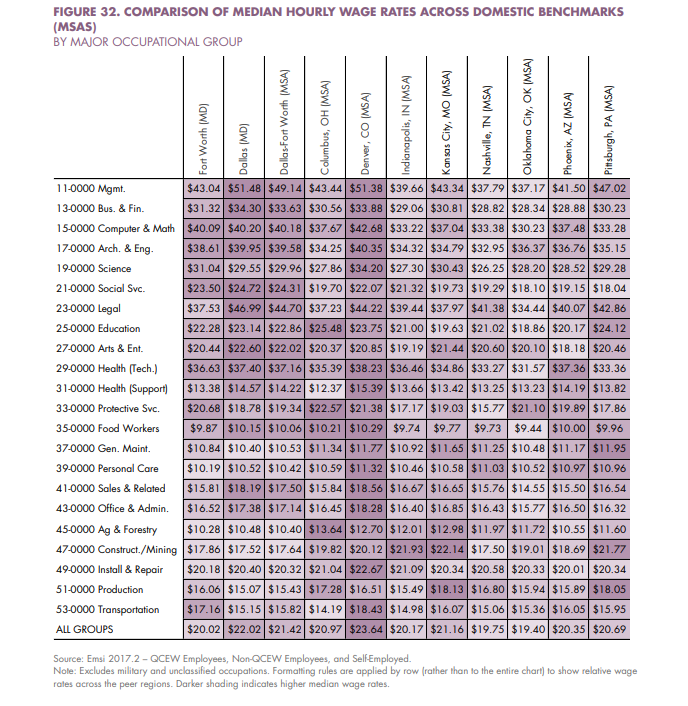 FIGURE 32. COMPARISON OF MEDIAN HOURLY WAGE RATES ACROSS DOMESTIC BENCHMARKS
(MSAS)
BY MAJOR OCCUPATIONAL GROUP
Fort Worth (MD) Dallas (MD) Dallas-Fort Worth (MSA) Columbus, OH (MSA) Denver, CO (MSA) Indianapolis, IN (MSA) Kansas City, MO (MSA) Nashville, TN (MSA) Oklahoma City, OK (MSA) Phoenix, AZ (MSA) Pittsburgh, PA (MSA)
11-0000 Mgmt. $43.04 $51.48 $49.14 $43.44 $51.38 $39.66 $43.34 $37.79 $37.17 $41.50 $47.02
13-0000 Bus. & Fin. $31.32 $34.30 $33.63 $30.56 $33.88 $29.06 $30.81 $28.82 $28.34 $28.88 $30.23
15-0000 Computer & Math $40.09 $40.20 $40.18 $37.67 $42.68 $33.22 $37.04 $33.38 $30.23 $37.48 $33.28
17-0000 Arch. & Eng. $38.61 $39.95 $39.58 $34.25 $40.35 $34.32 $34.79 $32.95 $36.37 $36.76 $35.15
19-0000 Science $31.04 $29.55 $29.96 $27.86 $34.20 $27.30 $30.43 $26.25 $28.20 $28.52 $29.28
21-0000 Social Svc. $23.50 $24.72 $24.31 $19.70 $22.07 $21.32 $19.73 $19.29 $18.10 $19.15 $18.04
23-0000 Legal $37.53 $46.99 $44.70 $37.23 $44.22 $39.44 $37.97 $41.38 $34.44 $40.07 $42.86
25-0000 Education $22.28 $23.14 $22.86 $25.48 $23.75 $21.00 $19.63 $21.02 $18.86 $20.17 $24.12
27-0000 Arts & Ent. $20.44 $22.60 $22.02 $20.37 $20.85 $19.19 $21.44 $20.60 $20.10 $18.18 $20.46
29-0000 Health (Tech.) $36.63 $37.40 $37.16 $35.39 $38.23 $36.46 $34.86 $33.27 $31.57 $37.36 $33.36
31-0000 Health (Support) $13.38 $14.57 $14.22 $12.37 $15.39 $13.66 $13.42 $13.25 $13.23 $14.19 $13.82
33-0000 Protective Svc. $20.68 $18.78 $19.34 $22.57 $21.38 $17.17 $19.03 $15.77 $21.10 $19.89 $17.86
35-0000 Food Workers $9.87 $10.15 $10.06 $10.21 $10.29 $9.74 $9.77 $9.73 $9.44 $10.00 $9.96
37-0000 Gen. Maint. $10.84 $10.40 $10.53 $11.34 $11.77 $10.92 $11.65 $11.25 $10.48 $11.17 $11.95
39-0000 Personal Care $10.19 $10.52 $10.42 $10.59 $11.32 $10.46 $10.58 $11.03 $10.52 $10.97 $10.96
41-0000 Sales & Related $15.81 $18.19 $17.50 $15.84 $18.56 $16.67 $16.65 $15.76 $14.55 $15.50 $16.54
43-0000 Office & Admin. $16.52 $17.38 $17.14 $16.45 $18.28 $16.40 $16.85 $16.43 $15.77 $16.50 $16.32
45-0000 Ag & Forestry $10.28 $10.48 $10.40 $13.64 $12.70 $12.01 $12.98 $11.97 $11.72 $10.55 $11.60
47-0000 Construct./Mining $17.86 $17.52 $17.64 $19.82 $20.12 $21.93 $22.14 $17.50 $19.01 $18.69 $21.77
49-0000 Install & Repair $20.18 $20.40 $20.32 $21.04 $22.67 $21.09 $20.34 $20.58 $20.33 $20.01 $20.34
51-0000 Production $16.06 $15.07 $15.43 $17.28 $16.51 $15.49 $18.13 $16.80 $15.94 $15.89 $18.05
53-0000 Transportation $17.16 $15.15 $15.82 $14.19 $18.43 $14.98 $16.07 $15.06 $15.36 $16.05 $15.95
ALL GROUPS $20.02 $22.02 $21.42 $20.97 $23.64 $20.17 $21.16 $19.75 $19.40 $20.35 $20.69
Source: Emsi 2017.2 – QCEW Employees, Non-QCEW Employees, and Self-Employed.
Note: Excludes military and unclassified occupations. Formatting rules are applied by row (rather than to the entire chart) to show relative wage
rates across the peer regions. Darker shading indicates higher median wage rates.